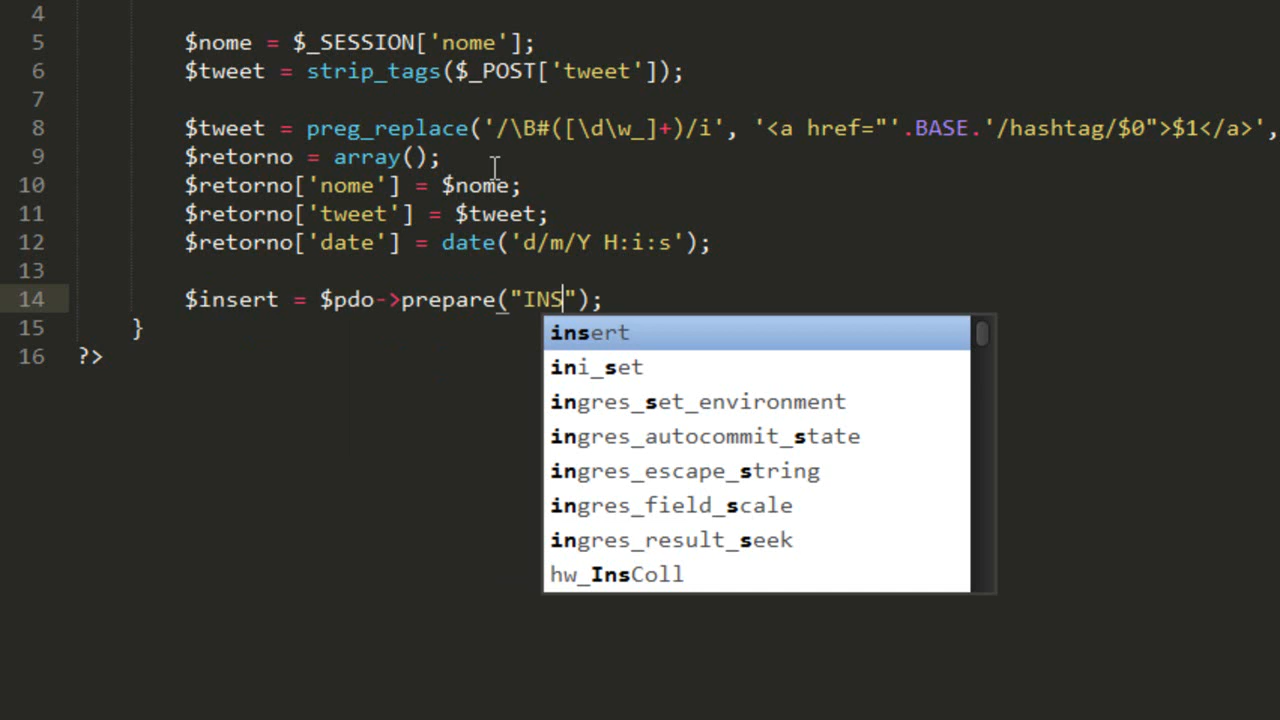 4
5 $nome = $_SESSION['nome'];
6 $tweet = strip_tags($_POST['tweet']);
7
8 $tweet = preg_replace('/\B#([\d\w_]+)/i', '<a href="'.BASE.'/hashtag/$0">$1</a>',
9 $retorno = array();
10 $retorno['nome'] = $nome;
11 $retorno['tweet'] = $tweet;
12 $retorno['date'] = date('d/m/Y H:i:s');
13
14 $insert = $pdo->prepare("INS");
15 }
16 ?>
insert
ini_set
ingres_set_environment
ingres_autocommit_state
ingres_escape_string
ingres_field_scale
ingres_result_seek
hw_InsColl